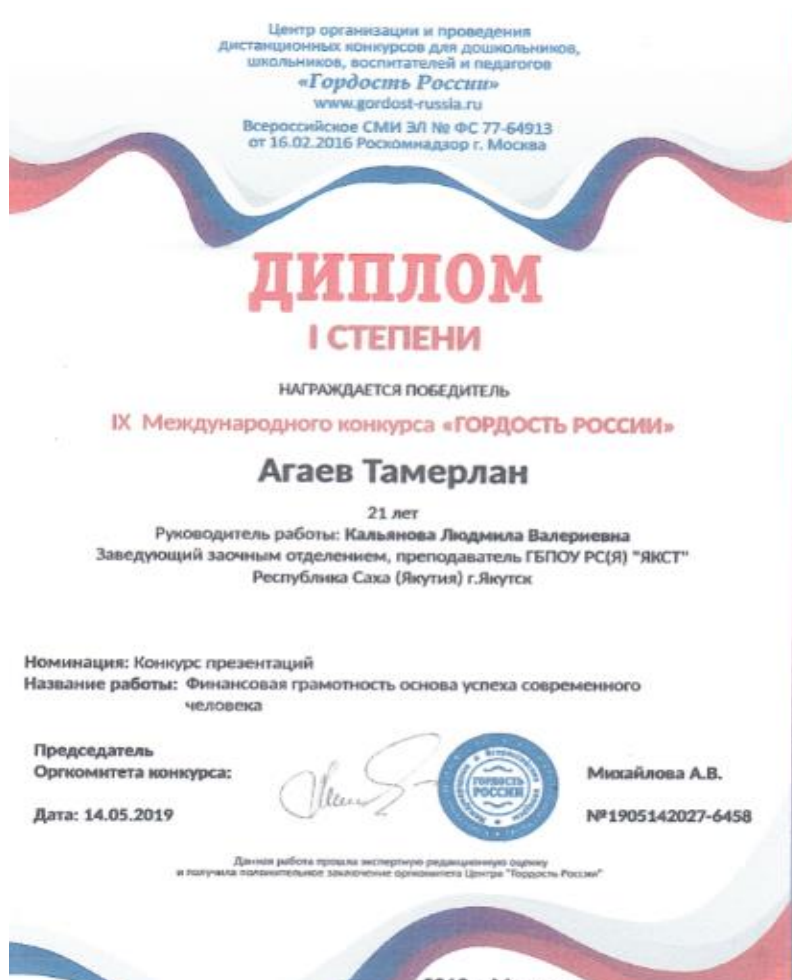 Центр организации и проведения
дистанционных конкурсов для дошкольников,
школьников, воспитателей и педагогов
«Гордость России»
www.gordost-russia.ru
Всероссийское СМИ ЭЛ № ФС 77-64913
от 16.02.2016 Роскомнадзор г. Москва
ДИПЛОМ
I СТЕПЕНИ
НАГРАЖДАЕТСЯ ПОБЕДИТЕЛЬ
IX Международного конкурса «ГОРДОСТЬ РОССИИ»
Агаев Тамерлан
21 лет
Руководитель работы: Кальянова Людмила Валериевна
Заведующий заочным отделением, преподаватель ГБПОУ РС(Я) "ЯКСТ"
Республика Саха (Якутия) г.Якутск
Номинация: Конкурс презентаций
Название работы: Финансовая грамотность основа успеха современного
человека
Председатель
Оргкомитета конкурса:
ГОРДОСТЬ
РОССИИ
Михайлова А.В.
Дата: 14.05.2019
№1905142027-6458
Данная работа прошла экспертную редакционную оценку
и получила положительное заключение оргкомитета Центра "Гордость России"